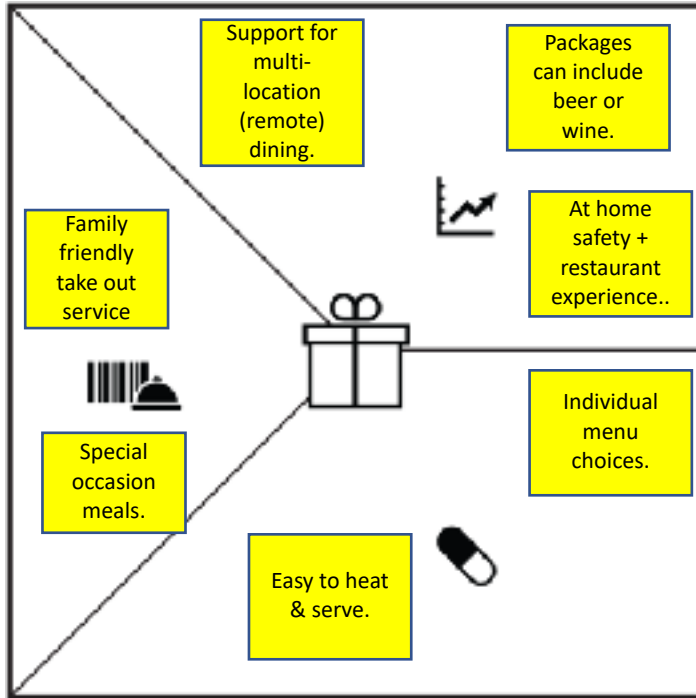 Support for
multi-
location
(remote)
dining.
Packages
can include
beer or
wine.
Family
friendly
take out
service
At home
safety +
restaurant
experience..
Individual
menu
choices.
Special
occasion
meals.
Easy to heat
& serve.